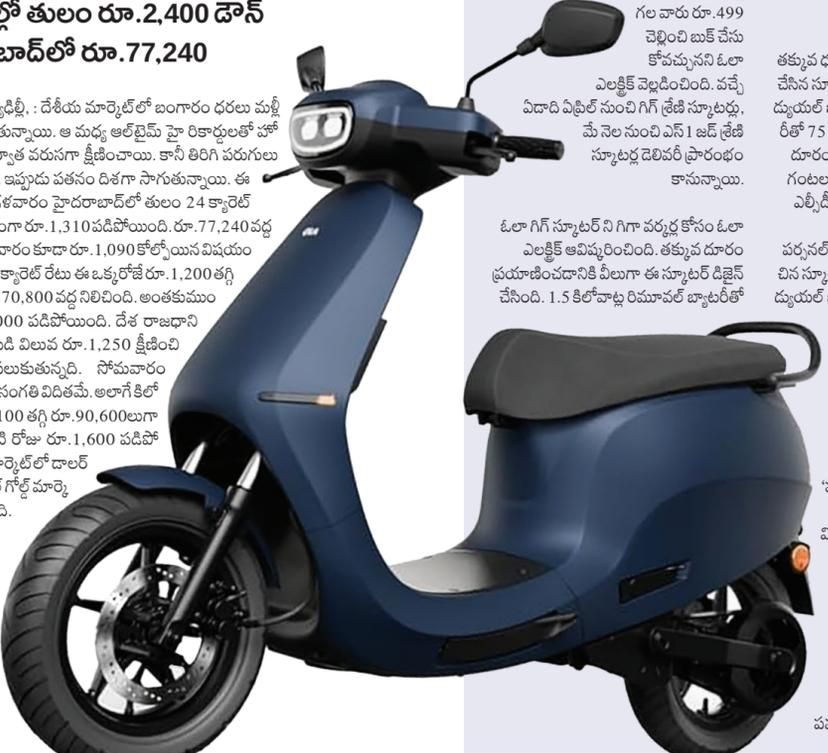 ల్లో తులం రూ.2,400 డౌన్
బాద్‌లో రూ.77,240
్యూఢిల్లీ, : దేశీయ మార్కెట్‌లో బంగారం ధరలు మళ్లీ
తున్నాయి. ఆ మధ్య ఆల్‌టైమ్ హై రికార్డులతో హో
వాత వరుసగా క్షీణించాయి. కానీ తిరిగి పరుగులు
ఇప్పుడు పతనం దిశగా సాగుతున్నాయి. ఈ
గళవారం హైదరాబాద్‌లో తులం 24 క్యారెట్
ంగా రూ.1,310 పడిపోయింది. రూ.77,240 వద్ద
వారం కూడా రూ.1,090 కోల్పోయిన విషయం
క్యారెట్ రేటు ఈ ఒక్కరోజే రూ.1,200 తగ్గి
70,800 వద్ద నిలిచింది. అంతకుముం
000 పడిపోయింది. దేశ రాజధాని
డి విలువ రూ.1,250 క్షీణించి
పలుకుతున్నది. సోమవారం
సంగతి విదితమే. అలాగే కిలో
100 తగ్గి రూ.90,600లుగా
రోజు రూ.1,600 పడిపో
ార్కెట్‌లో డాలర్
గోల్డ్ మార్కె
ది.
OLA
గల వారు రూ.499
చెల్లించి బుక్ చేసు
కోవచ్చునని ఓలా
ఎలక్ట్రిక్ వెల్లడించింది. వచ్చే
ఏడాది ఏప్రిల్ నుంచి గిగ్ శ్రేణి స్కూటర్లు,
మే నెల నుంచి ఎస్1 జడ్ శ్రేణి
స్కూటర్ల డెలివరీ ప్రారంభం
కానున్నాయి.
ఓలా గిగ్ స్కూటర్ ని గిగా వర్కర్ల కోసం ఓలా
ఎలక్ట్రిక్ ఆవిష్కరించింది. తక్కువ దూరం
ప్రయాణించడానికి వీలుగా ఈ స్కూటర్ డిజైన్
చేసింది. 1.5 కిలోవాట్ల రిమూవల్ బ్యాటరీతో
తక్కువ ధ
చేసిన స్కూ
డ్యుయల్
రీతో 75
దూరం
గంటల
ఎల్సీడీ
పర్సనల్
చిన స్కూ
డ్యుయల్